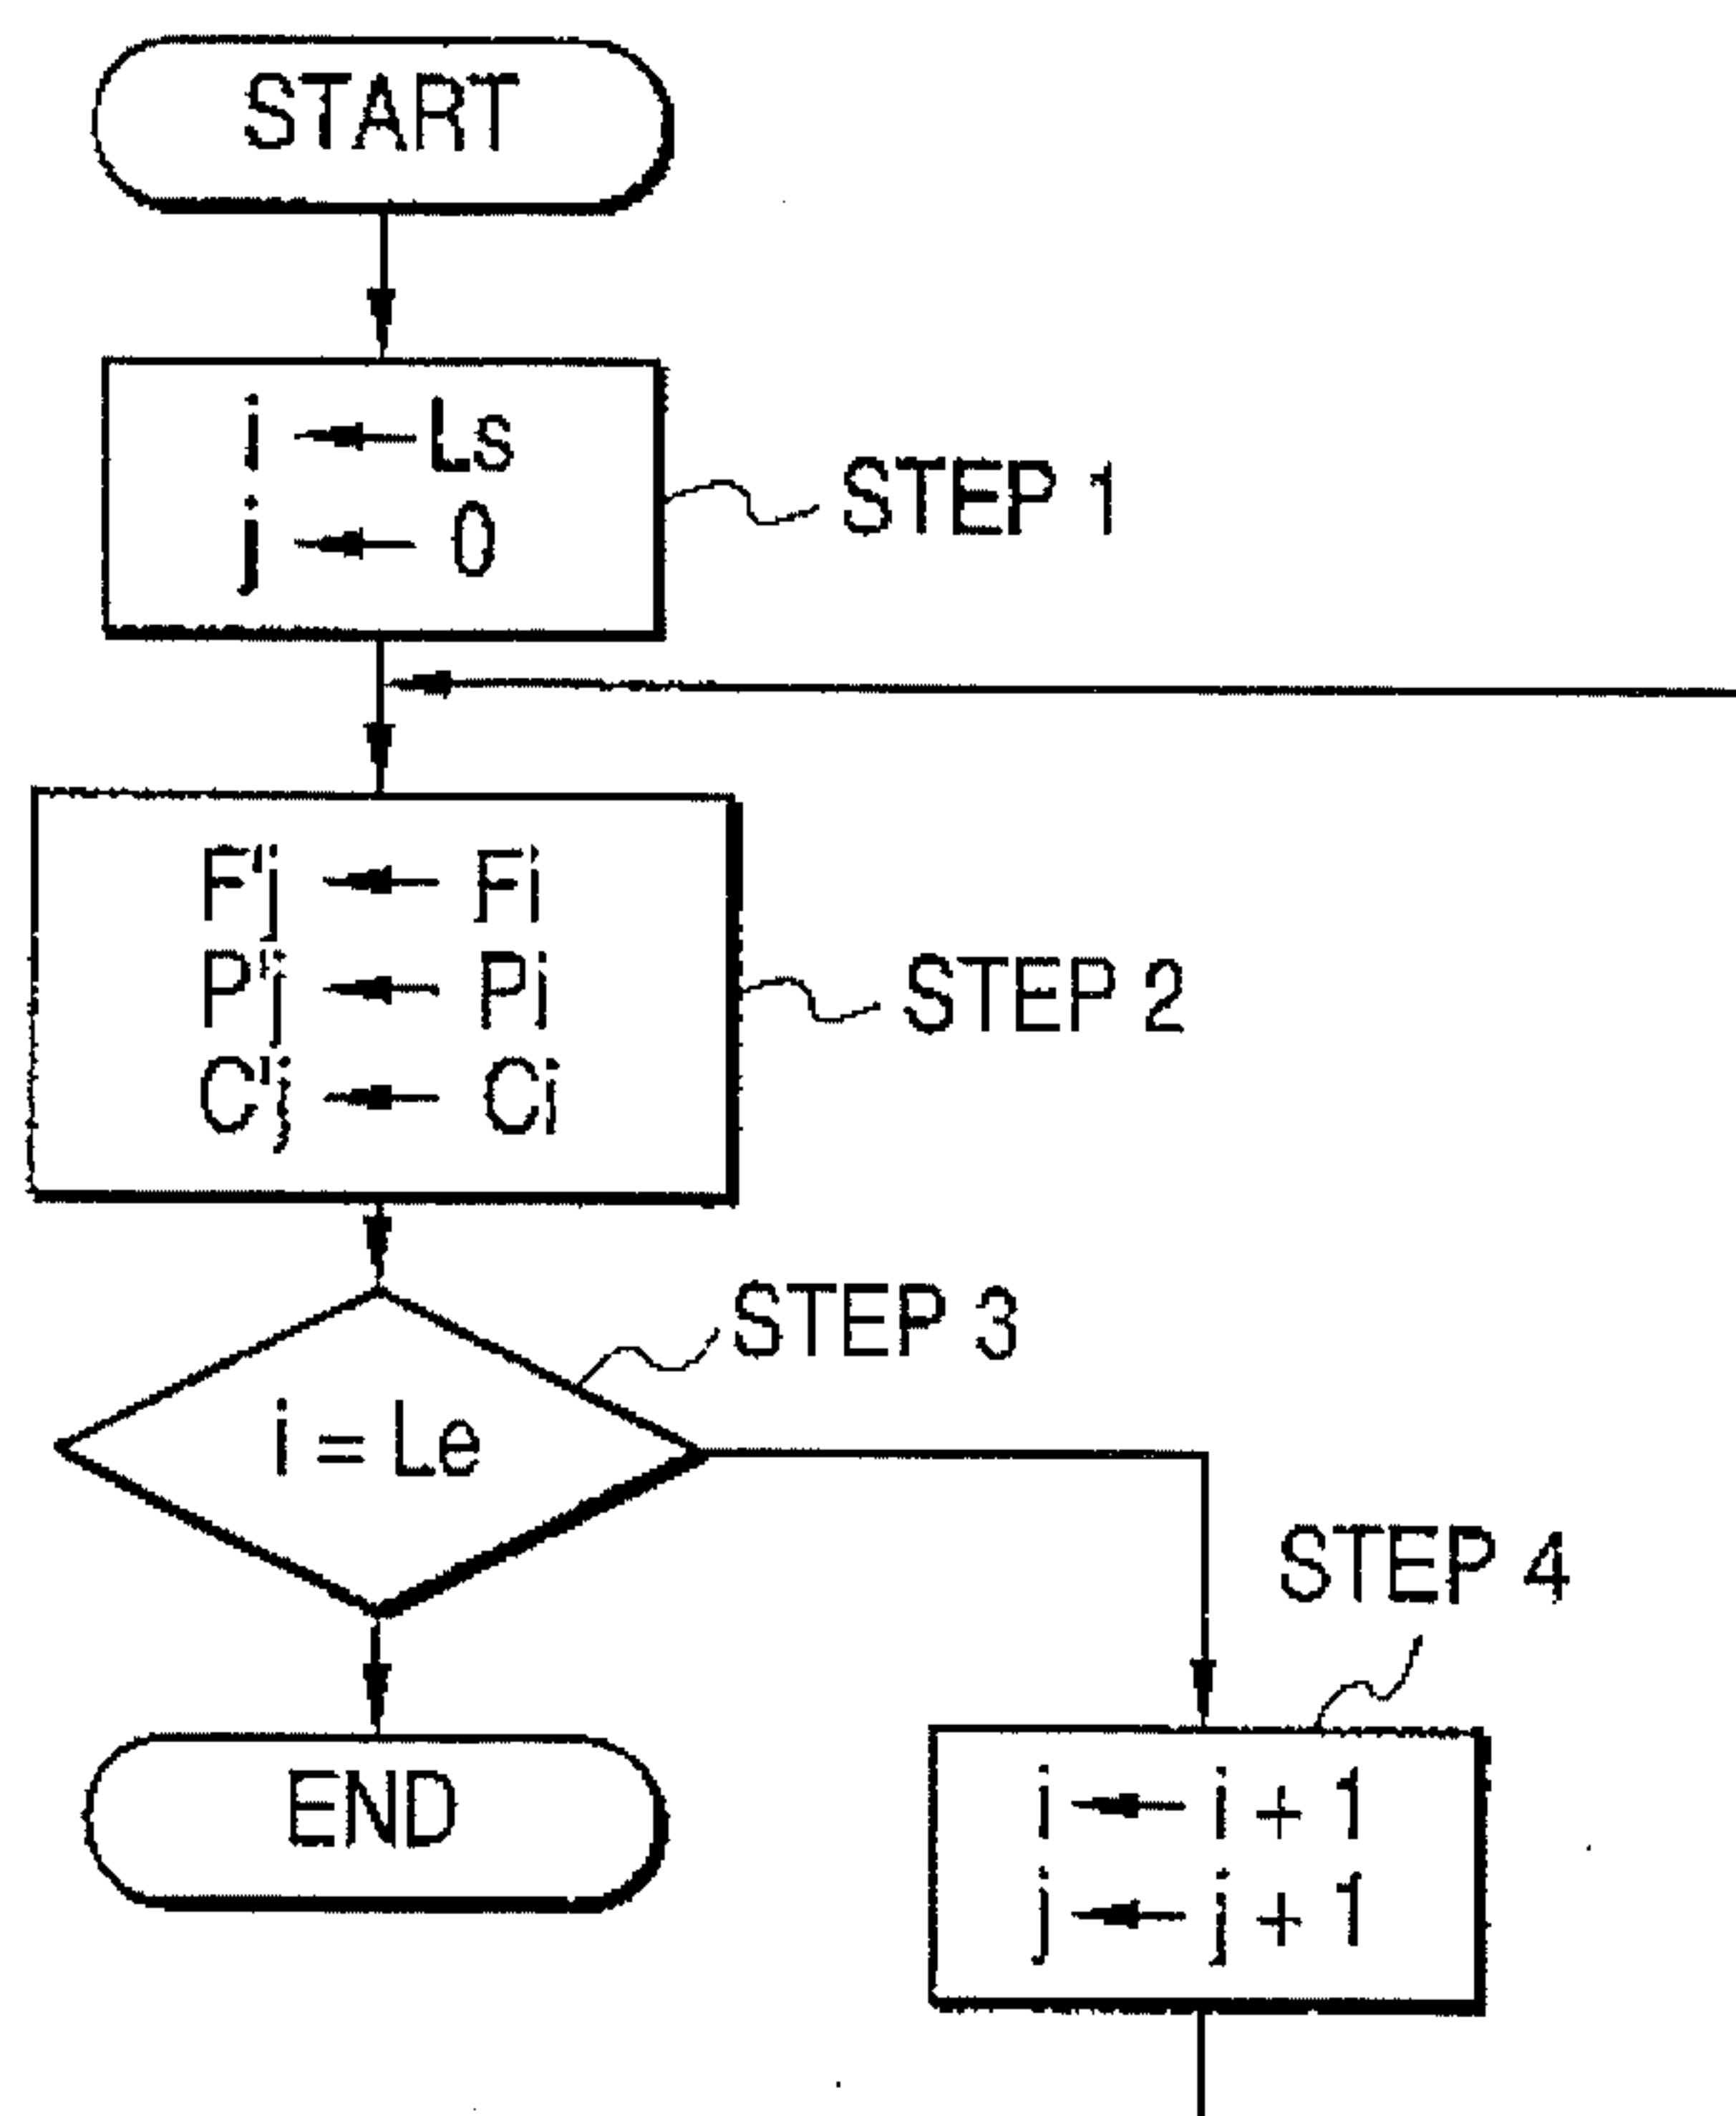 START
i ← Ls
j ← 0
STEP 1
F'j ← Fi
P'j ← Pi
C'j ← Ci
STEP 2
STEP 3
i = Le
STEP 4
END
i ← i + 1
j ← j + 1